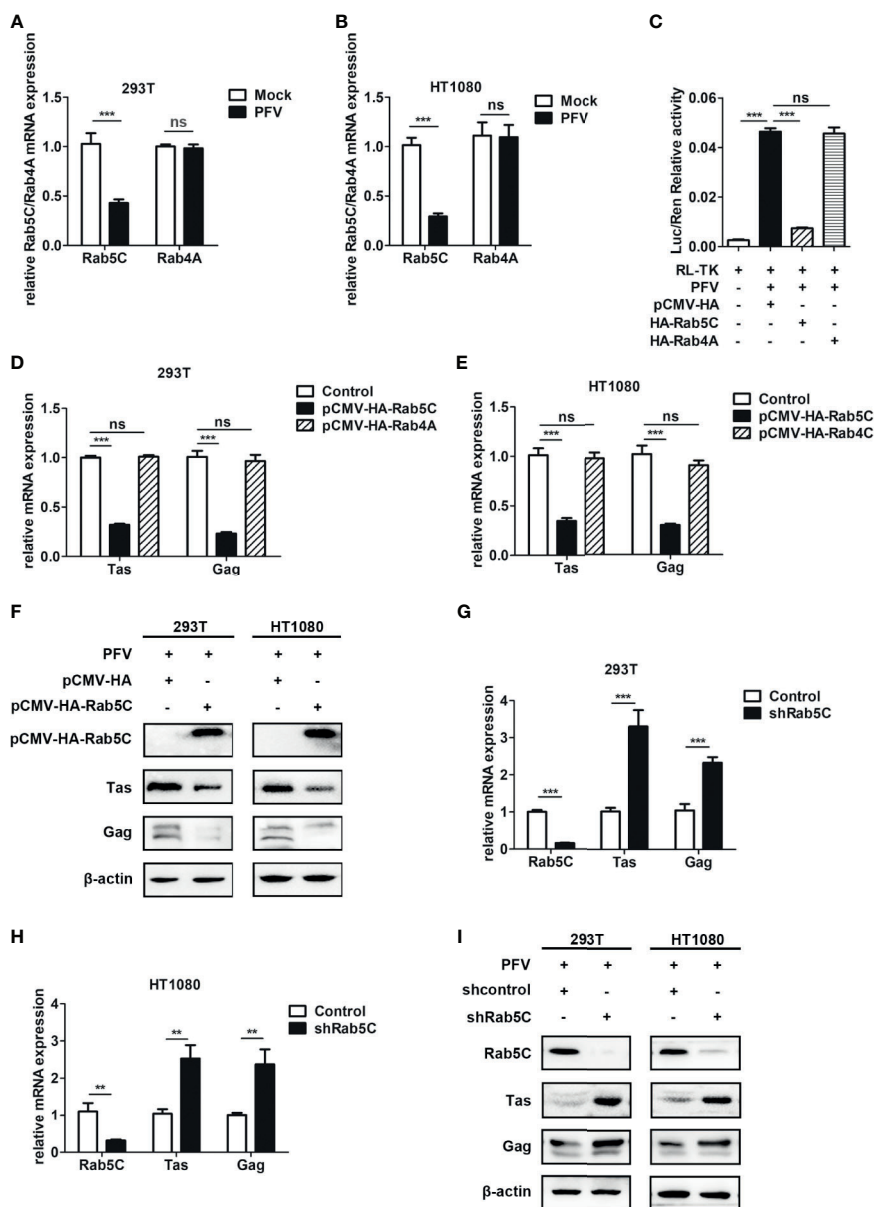 A
relative Rab5C/Rab4A mRNA expression
293T
Mock
PFV
1.5
1.0
0.5
0.0
***
ns
Rab5C Rab4A
B
relative Rab5C/Rab4A mRNA expression
HT1080
Mock
PFV
1.5
1.0
0.5
0.0
***
ns
Rab5C Rab4A
C
Luc/Ren Relative activity
0.06
0.04
0.02
0.00
ns
*** ***
RL-TK + + + +
PFV - + + +
pCMV-HA - + - -
HA-Rab5C - - + -
HA-Rab4A - - - +
D
293T
relative mRNA expression
Control
pCMV-HA-Rab5C
pCMV-HA-Rab4A
1.5
1.0
0.5
0.0
ns ns
*** ***
Tas Gag
E
HT1080
relative mRNA expression
Control
pCMV-HA-Rab5C
pCMV-HA-Rab4C
1.5
1.0
0.5
0.0
ns ns
*** ***
Tas Gag
F
293T HT1080
PFV + + + +
pCMV-HA + - + -
pCMV-HA-Rab5C - + - +
pCMV-HA-Rab5C
Tas
Gag
β-actin
G
293T
relative mRNA expression
Control
shRab5C
4
3
2
1
0
*** *** ***
Rab5C Tas Gag
H
HT1080
relative mRNA expression
Control
shRab5C
4
3
2
1
0
** ** **
Rab5C Tas Gag
I
293T HT1080
PFV + + + +
shcontrol + - + -
shRab5C - + - +
Rab5C
Tas
Gag
β-actin